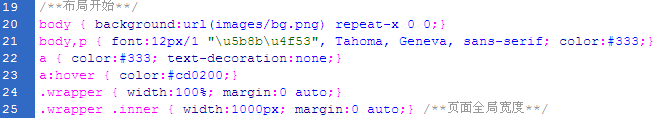 19 /**布局开始**/
20 body { background:url(images/bg.png) repeat-x 0 0;}
21 body,p { font:12px/1 "\u5b8b\u4f53", Tahoma, Geneva, sans-serif; color:#333;}
22 a { color:#333; text-decoration:none;}
23 a:hover { color:#cd0200;}
24 .wrapper { width:100%; margin:0 auto;}
25 .wrapper .inner { width:1000px; margin:0 auto;} /**页面全局宽度**/